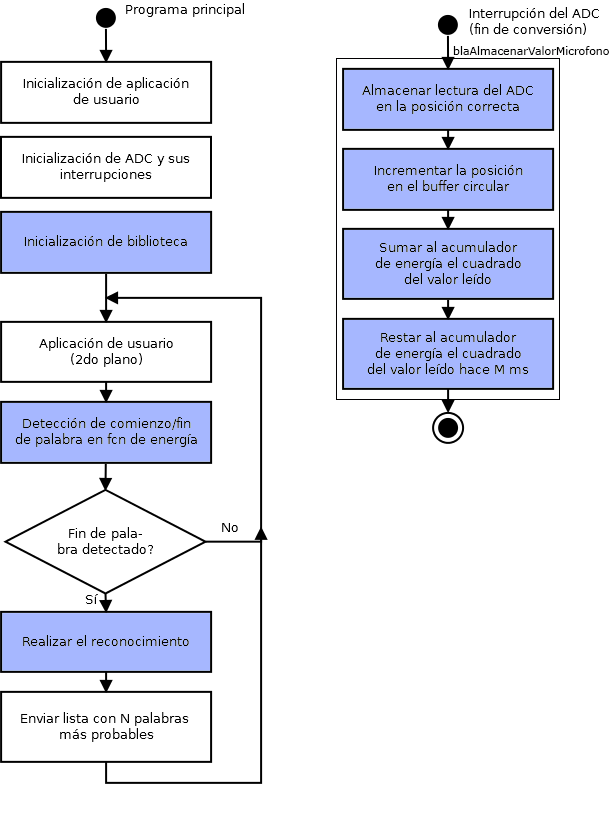 Programa principal
Inicialización de aplicación
de usuario
Inicialización de ADC y sus
interrupciones
Inicialización de biblioteca
Aplicación de usuario
(2do plano)
Detección de comienzo/fin
de palabra en fcn de energía
Fin de pala-
bra detectado?
No
Sí
Realizar el reconocimiento
Enviar lista con N palabras
más probables
Interrupción del ADC
(fin de conversión)
blaAlmacenarValorMicrofono
Almacenar lectura del ADC
en la posición correcta
Incrementar la posición
en el buffer circular
Sumar al acumulador
de energía el cuadrado
del valor leído
Restar al acumulador
de energía el cuadrado
del valor leído hace M ms